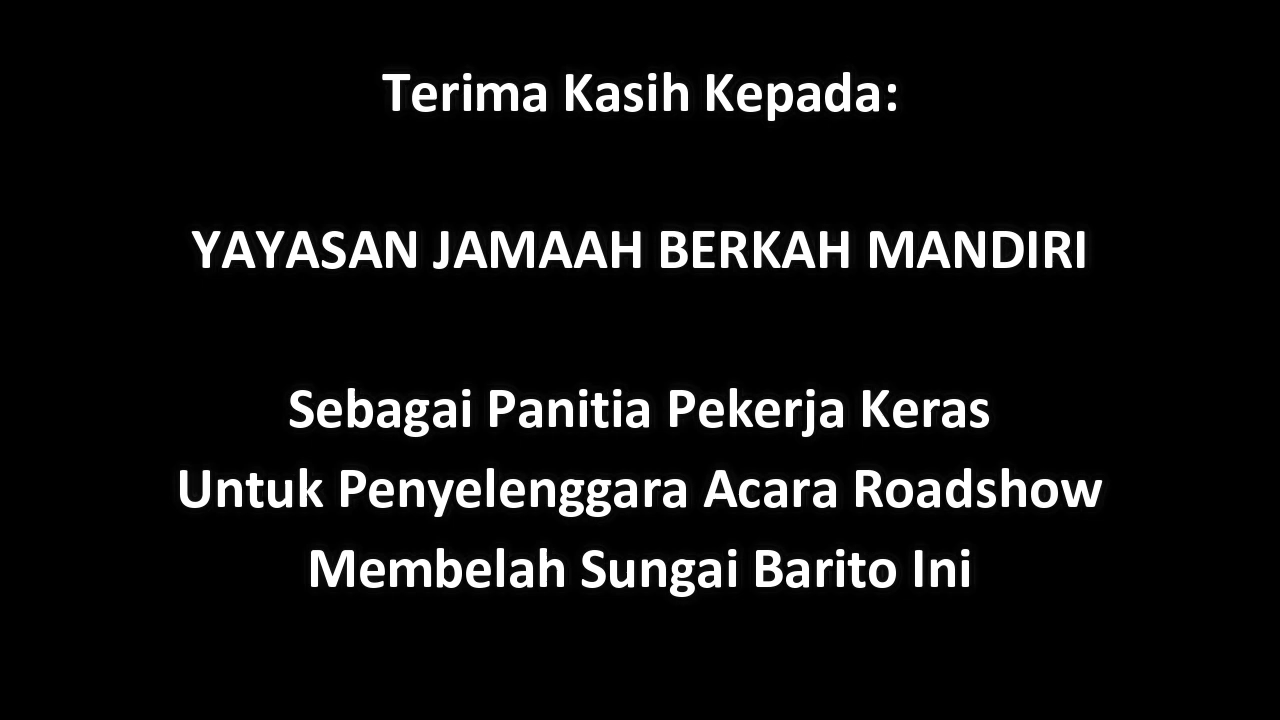 Terima Kasih Kepada:
YAYASAN JAMAAH BERKAH MANDIRI
Sebagai Panitia Pekerja Keras
Untuk Penyelenggara Acara Roadshow
Membelah Sungai Barito Ini